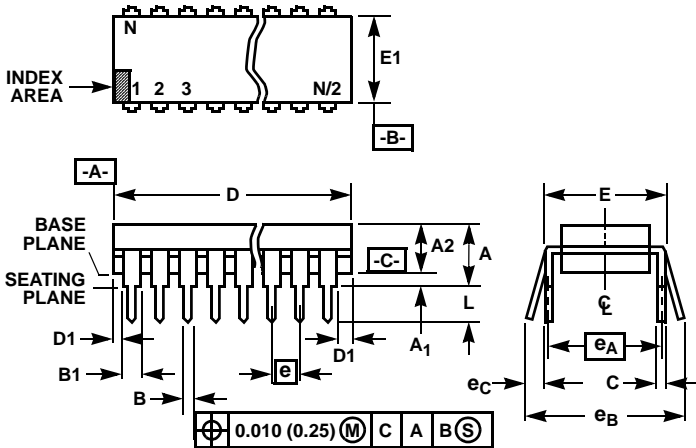 N
E1
INDEX
AREA
1 2 3 N/2
-B-
-A-
D
E
BASE
PLANE
A2
A
-C-
SEATING
PLANE
L
℄
D1
D1
A1
eA
B1
e
eC
C
B
eB
⌖ 0.010 (0.25) Ⓜ C A B Ⓢ